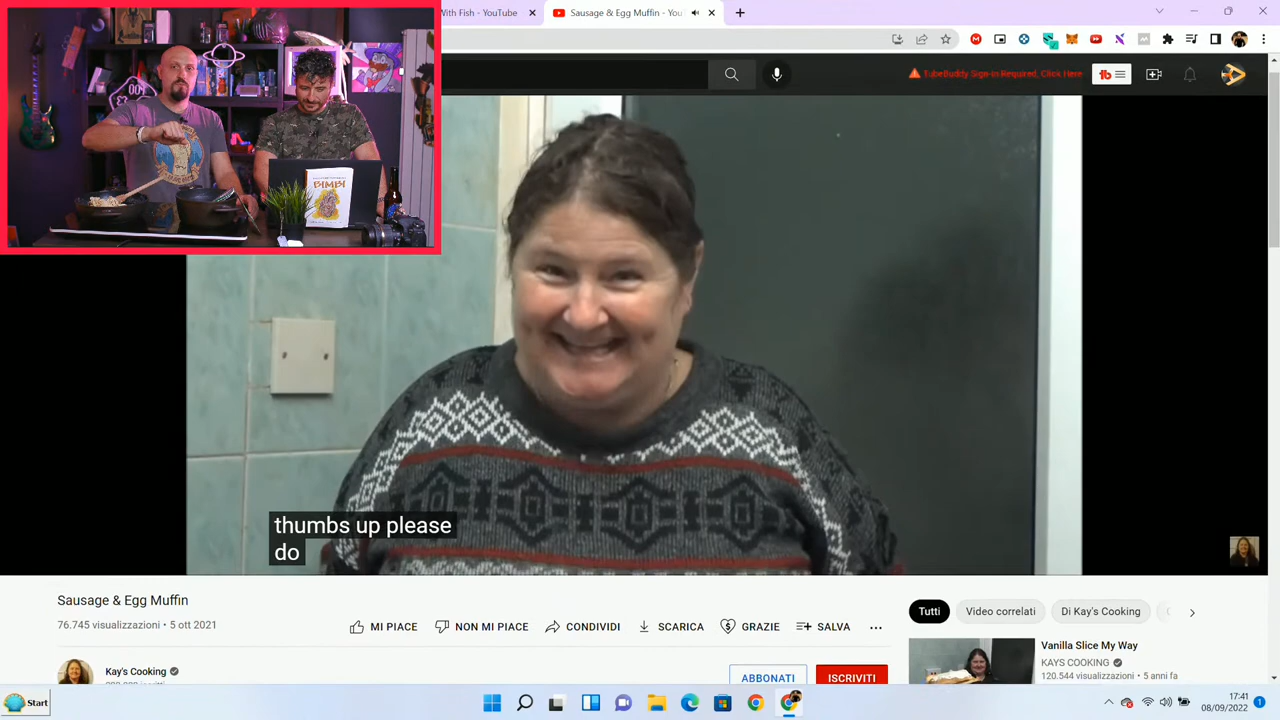 With Fish - YouTube
Sausage & Egg Muffin - You
TubeBuddy Sign-In Required, Click Here
tb
009
BIMBI
thumbs up please
do
Sausage & Egg Muffin
76.745 visualizzazioni • 5 ott 2021
MI PIACE
NON MI PIACE
CONDIVIDI
SCARICA
GRAZIE
SALVA
Kay's Cooking
ABBONATI
ISCRIVITI
Tutti
Video correlati
Di Kay's Cooking
Vanilla Slice My Way
KAYS COOKING
120.544 visualizzazioni • 5 anni fa
Start
17:41
08/09/2022